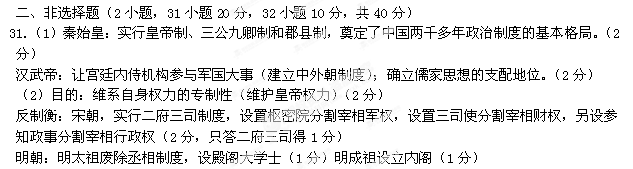 二、非选择题（2 小题，31 小题 20 分，32 小题 10 分，共 40 分）
31.（1）秦始皇：实行皇帝制、三公九卿制和郡县制，奠定了中国两千多年政治制度的基本格局。（2
分）
汉武帝：让宫廷内侍机构参与军国大事（建立中外朝制度）；确立儒家思想的支配地位。（2 分）
（2）目的：维系自身权力的专制性（维护皇帝权力）（2 分）
反制衡：宋朝，实行二府三司制度，设置枢密院分割宰相军权，设置三司使分割宰相财权，另设参
知政事分割宰相行政权（2 分，只答二府三司得 1 分）
明朝：明太祖废除丞相制度，设殿阁大学士（1 分）明成祖设立内阁（1 分）